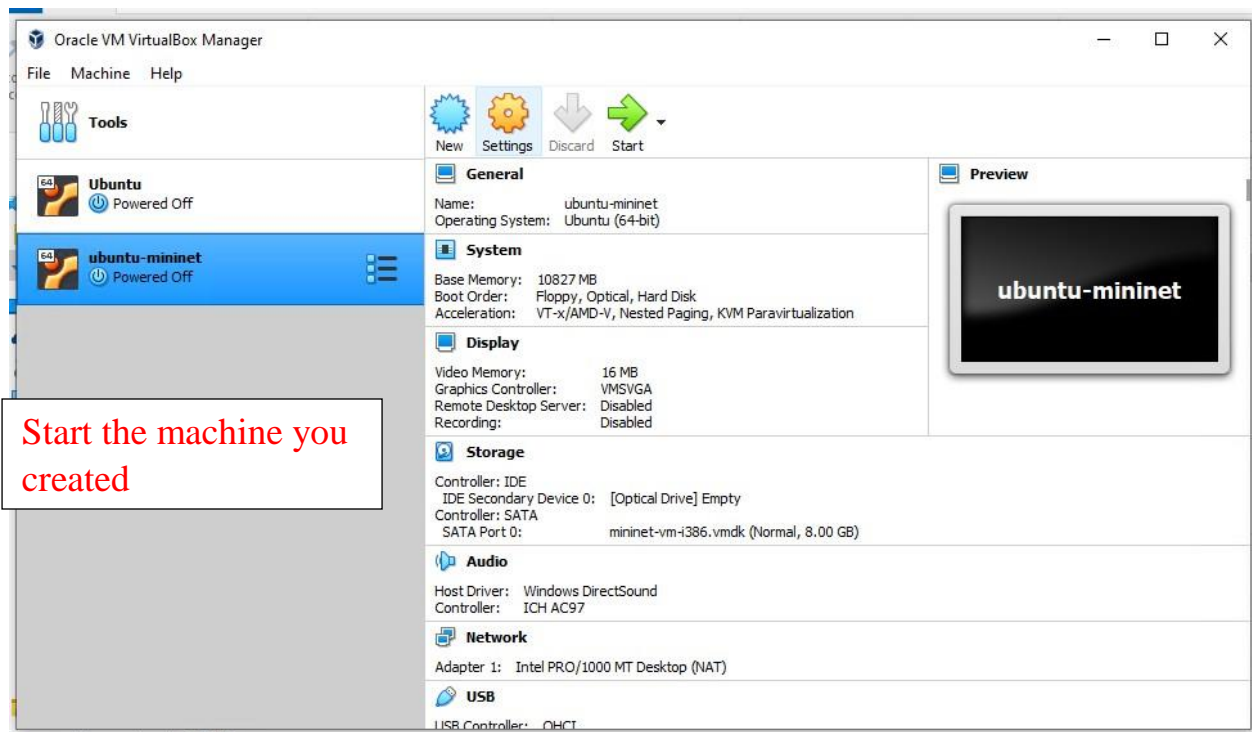 Oracle VM VirtualBox Manager
File Machine Help
Tools
New Settings Discard Start
64
Ubuntu
Powered Off
64
ubuntu-mininet
Powered Off
Start the machine you
created
General
Name: ubuntu-mininet
Operating System: Ubuntu (64-bit)
System
Base Memory: 10827 MB
Boot Order: Floppy, Optical, Hard Disk
Acceleration: VT-x/AMD-V, Nested Paging, KVM Paravirtualization
Display
Video Memory: 16 MB
Graphics Controller: VMSVGA
Remote Desktop Server: Disabled
Recording: Disabled
Preview
ubuntu-mininet
Storage
Controller: IDE
IDE Secondary Device 0: [Optical Drive] Empty
Controller: SATA
SATA Port 0: mininet-vm-i386.vmdk (Normal, 8.00 GB)
Audio
Host Driver: Windows DirectSound
Controller: ICH AC97
Network
Adapter 1: Intel PRO/1000 MT Desktop (NAT)
USB
USB Controller: OHCI